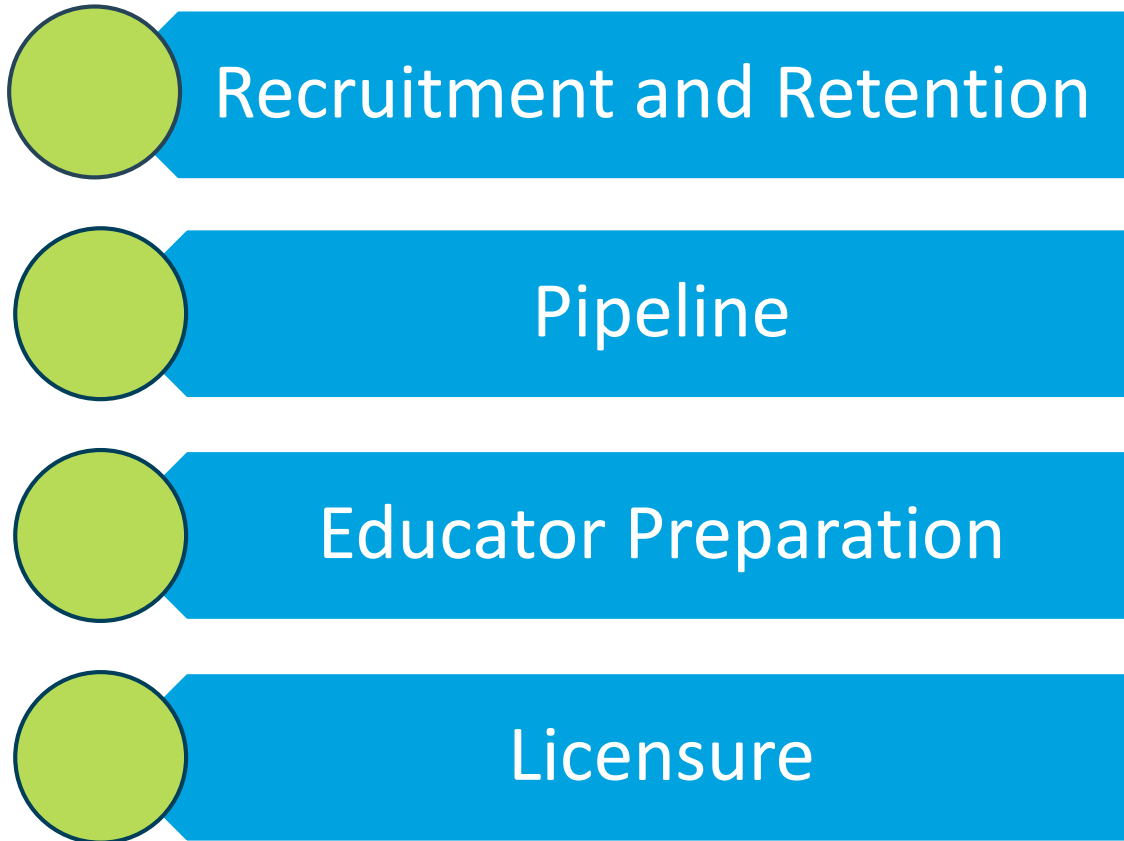 Recruitment and Retention
Pipeline
Educator Preparation
Licensure